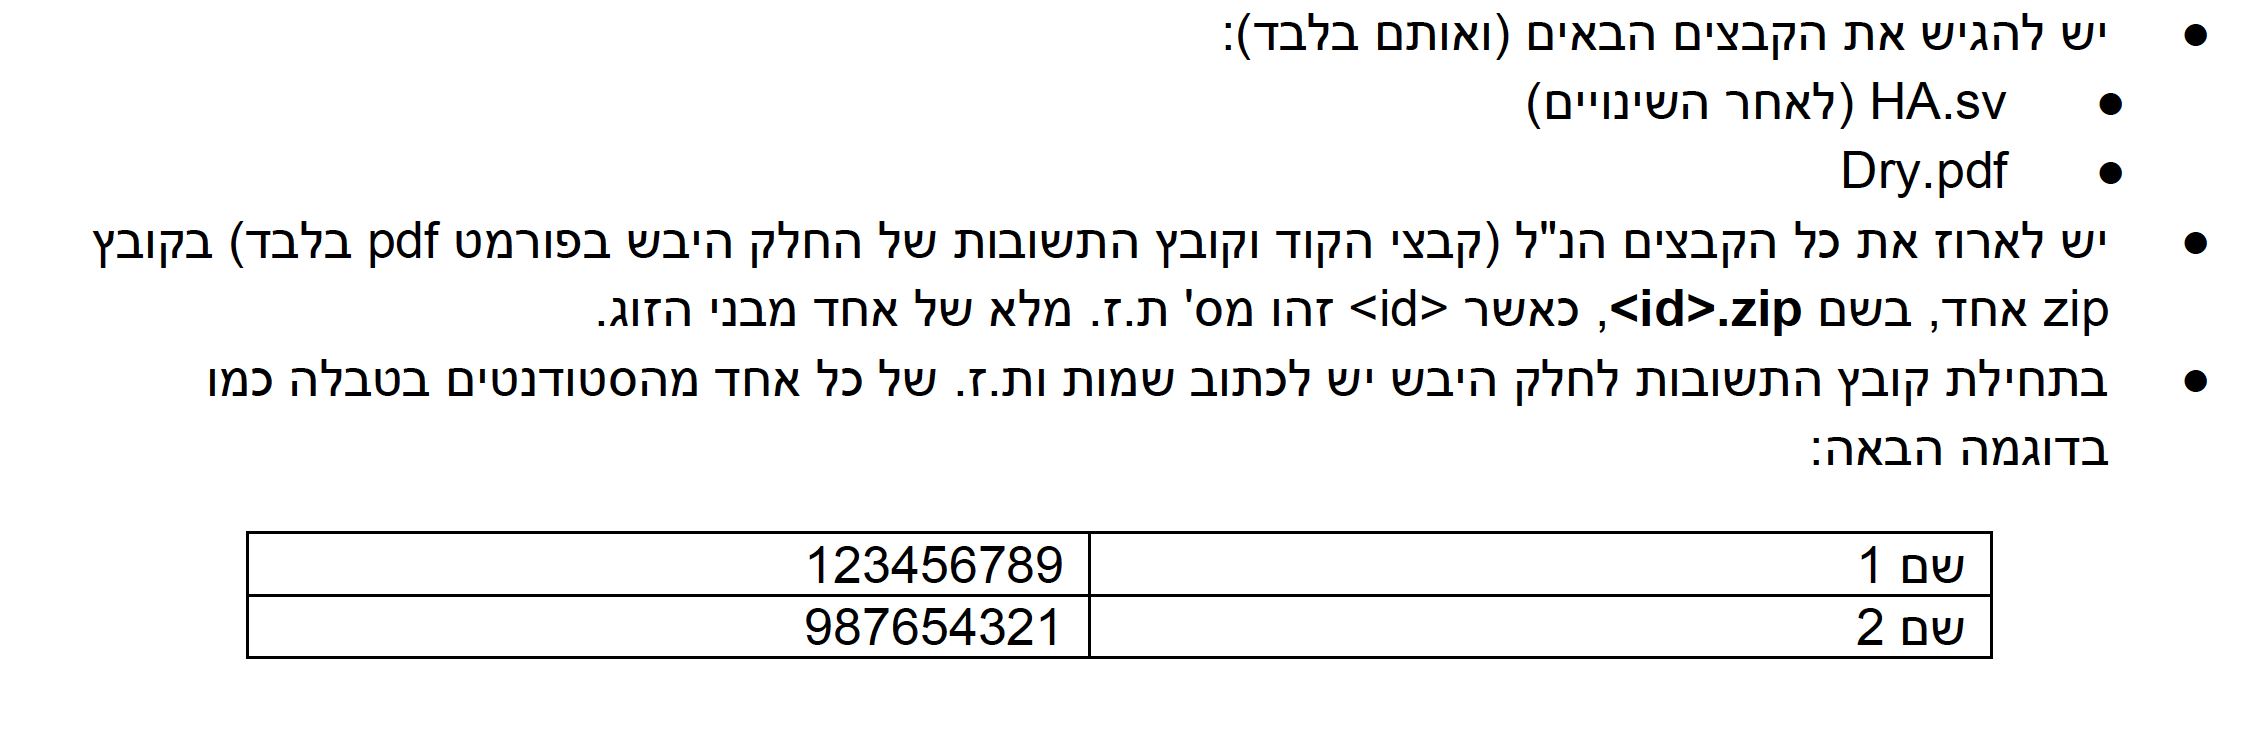 ● יש להגיש את הקבצים הבאים (ואותם בלבד):
● HA.sv (לאחר השינויים)
● Dry.pdf
● יש לארוז את כל הקבצים הנ"ל (קבצי הקוד וקובץ התשובות של החלק היבש בפורמט pdf בלבד) בקובץ
zip אחד, בשם <id>.zip, כאשר <id> זהו מס' ת.ז. מלא של אחד מבני הזוג.
● בתחילת קובץ התשובות לחלק היבש יש לכתוב שמות ות.ז. של כל אחד מהסטודנטים בטבלה כמו
בדוגמה הבאה:
שם 1 123456789
שם 2 987654321